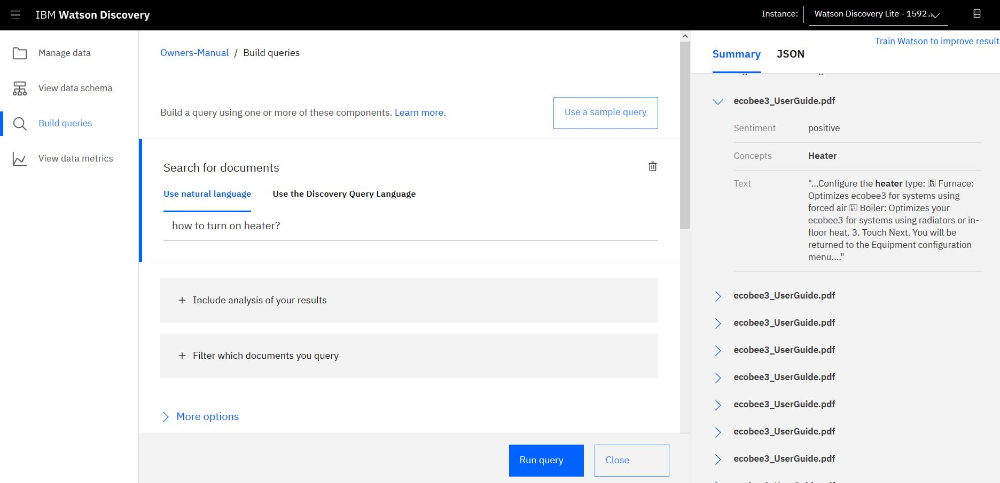 IBM Watson Discovery
Instance:
Watson Discovery Lite - 1592...
Manage data
View data schema
Build queries
View data metrics
Owners-Manual / Build queries
Build a query using one or more of these components. Learn more.
Use a sample query
Search for documents
Use natural language
Use the Discovery Query Language
how to turn on heater?
+ Include analysis of your results
+ Filter which documents you query
More options
Run query
Close
Train Watson to improve result
Summary
JSON
ecobee3_UserGuide.pdf
Sentiment
positive
Concepts
Heater
Text
"...Configure the heater type: Furnace:
Optimizes ecobee3 for systems using
forced air Boiler: Optimizes your
ecobee3 for systems using radiators or in-
floor heat. 3. Touch Next. You will be
returned to the Equipment configuration
menu...."
ecobee3_UserGuide.pdf
ecobee3_UserGuide.pdf
ecobee3_UserGuide.pdf
ecobee3_UserGuide.pdf
ecobee3_UserGuide.pdf
ecobee3_UserGuide.pdf
ecobee3_UserGuide.pdf